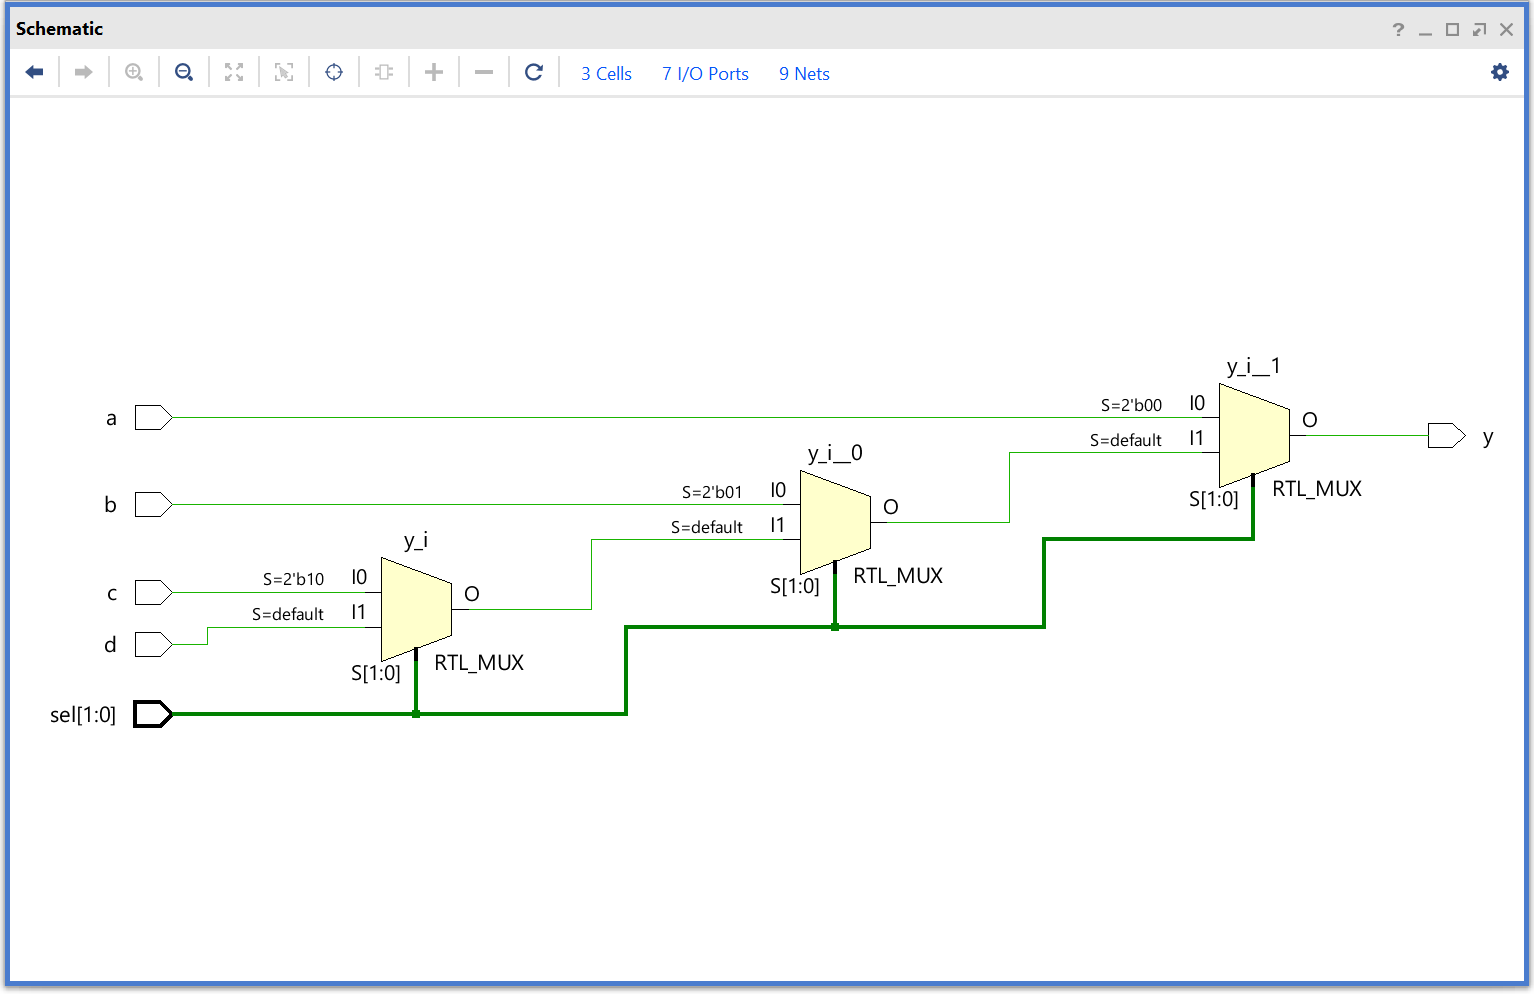 Schematic
3 Cells 7 I/O Ports 9 Nets
y_i__1
a S=2'b00 I0 O
S=default I1 y
y_i__0
S[1:0] RTL_MUX
b S=2'b01 I0 O
S=default I1
y_i
S[1:0] RTL_MUX
c S=2'b10 I0 O
S=default I1
d
S[1:0] RTL_MUX
sel[1:0]